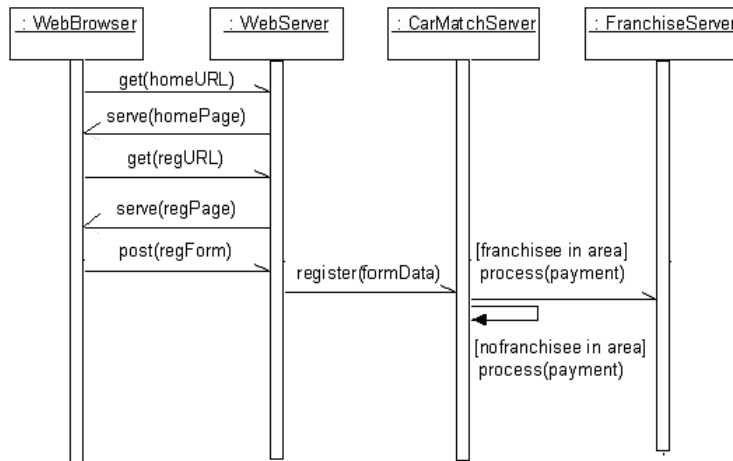 : WebBrowser
: WebServer
: CarMatchServer
: FranchiseServer
get(homeURL)
serve(homePage)
get(regURL)
serve(regPage)
post(regForm)
register(formData)
[franchisee in area]
process(payment)
[nofranchisee in area]
process(payment)